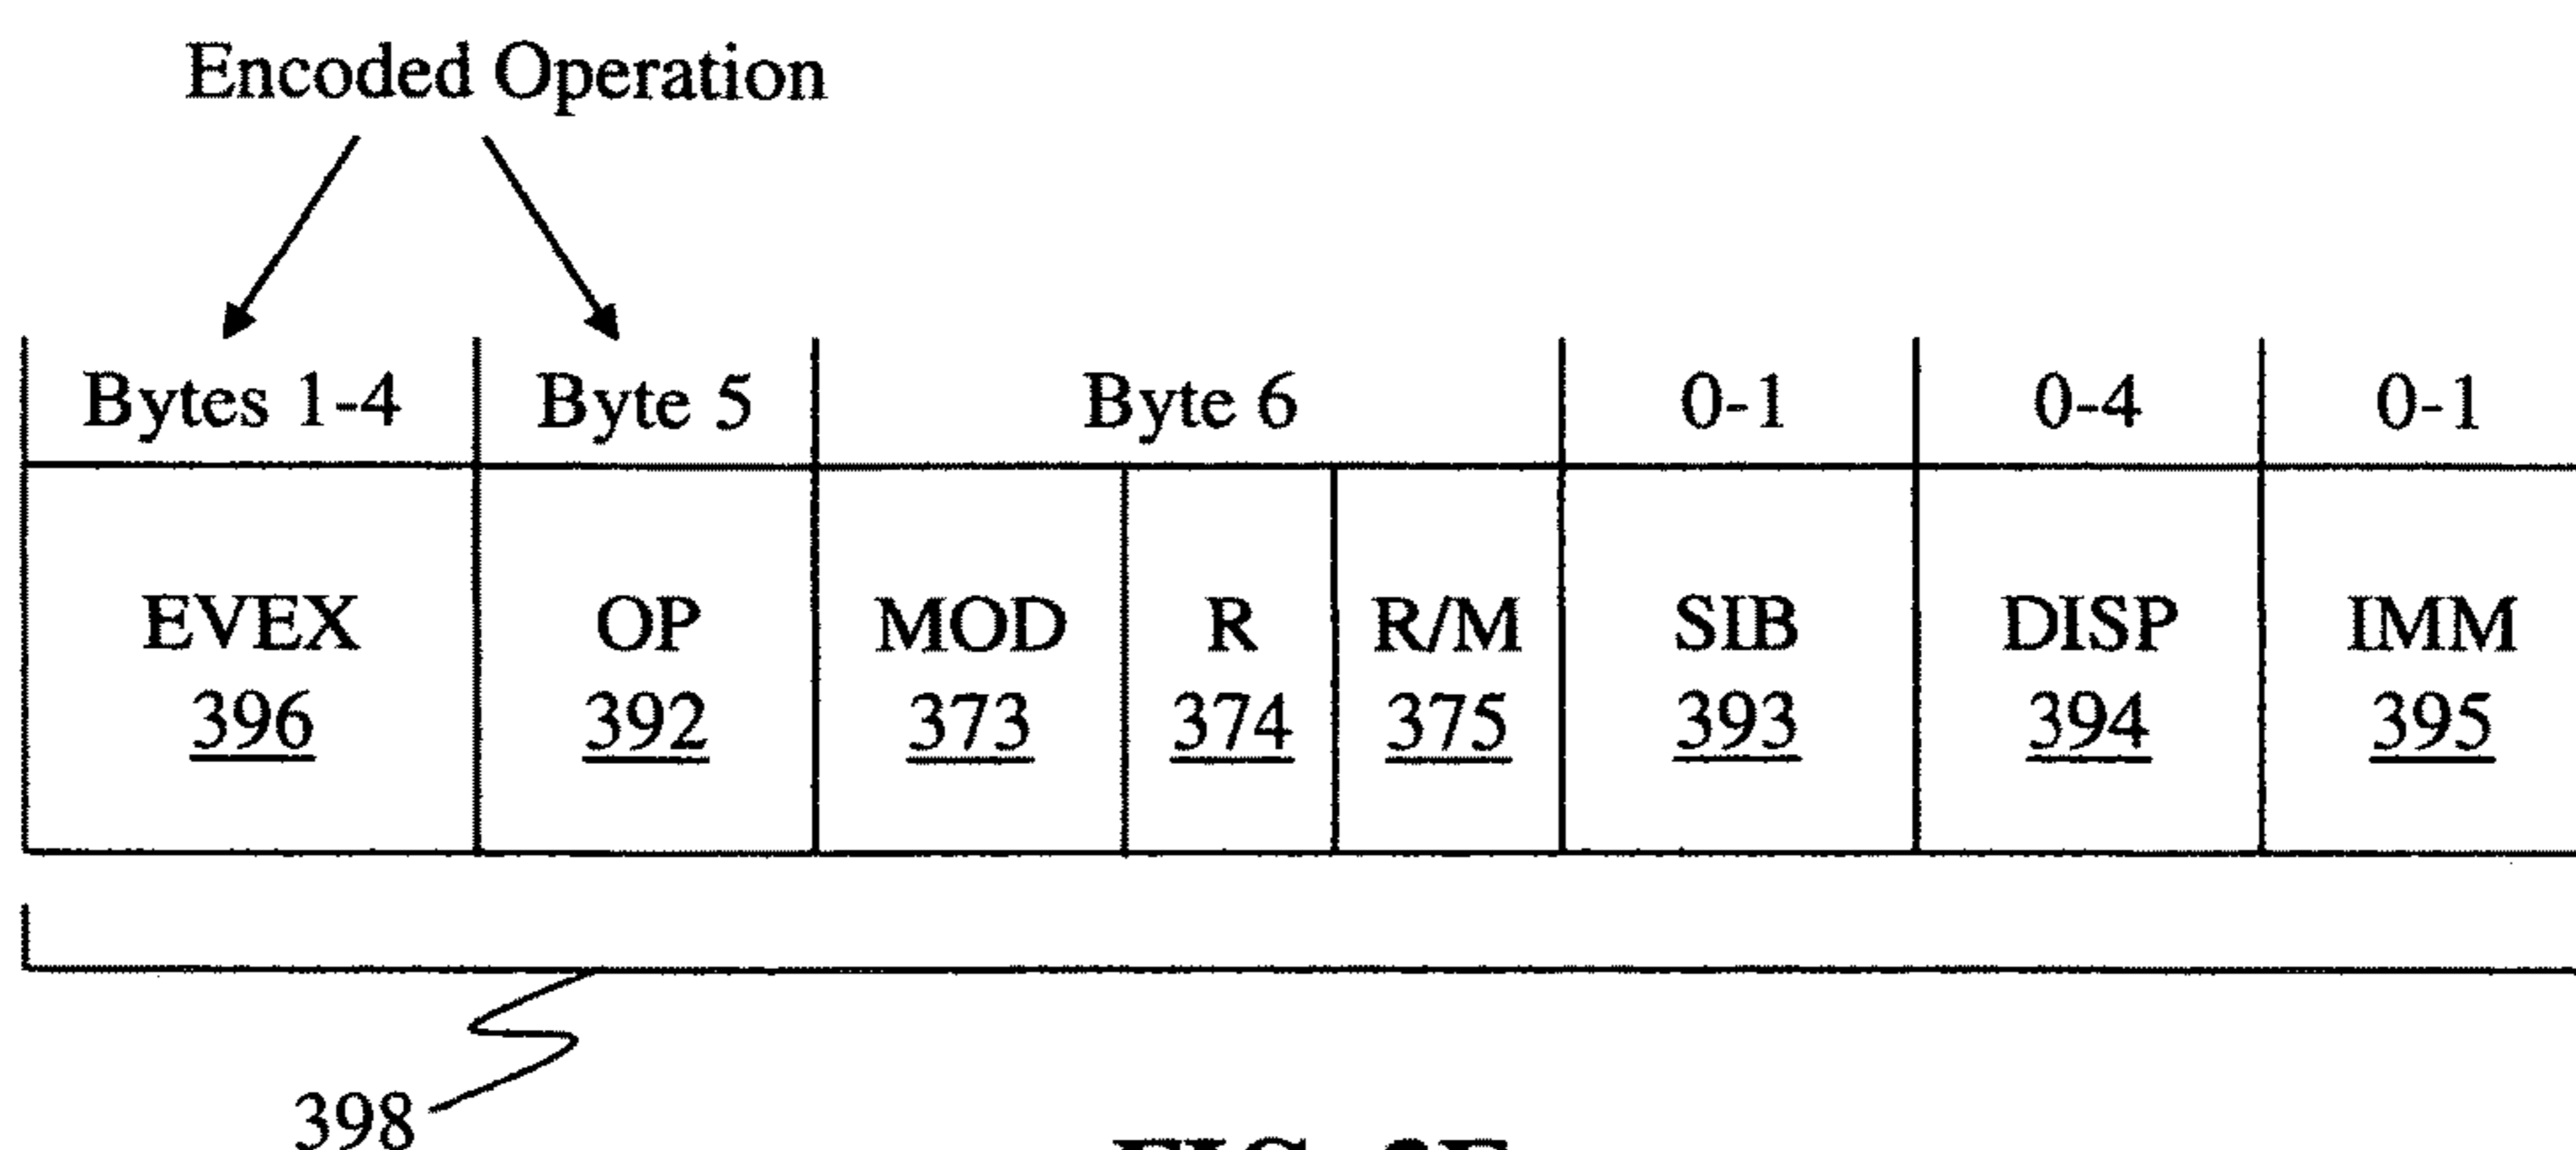 Encoded Operation
Bytes 1-4 Byte 5 Byte 6 0-1 0-4 0-1
EVEX OP MOD R R/M SIB DISP IMM
396 392 373 374 375 393 394 395
398